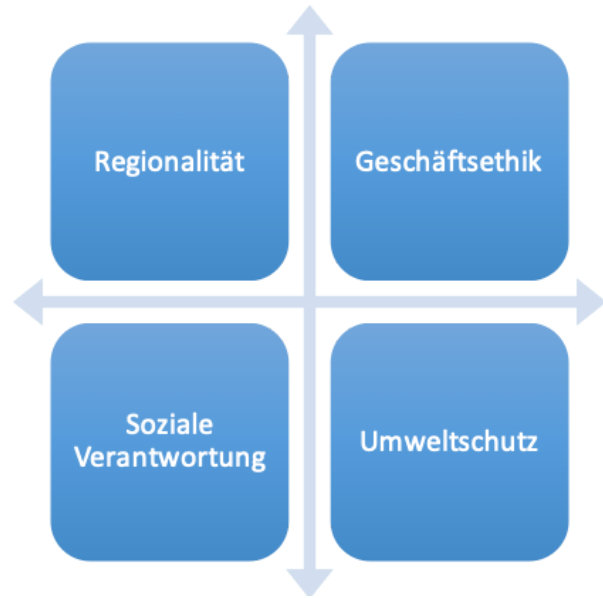 Regionalität
Geschäftsethik
Soziale
Verantwortung
Umweltschutz